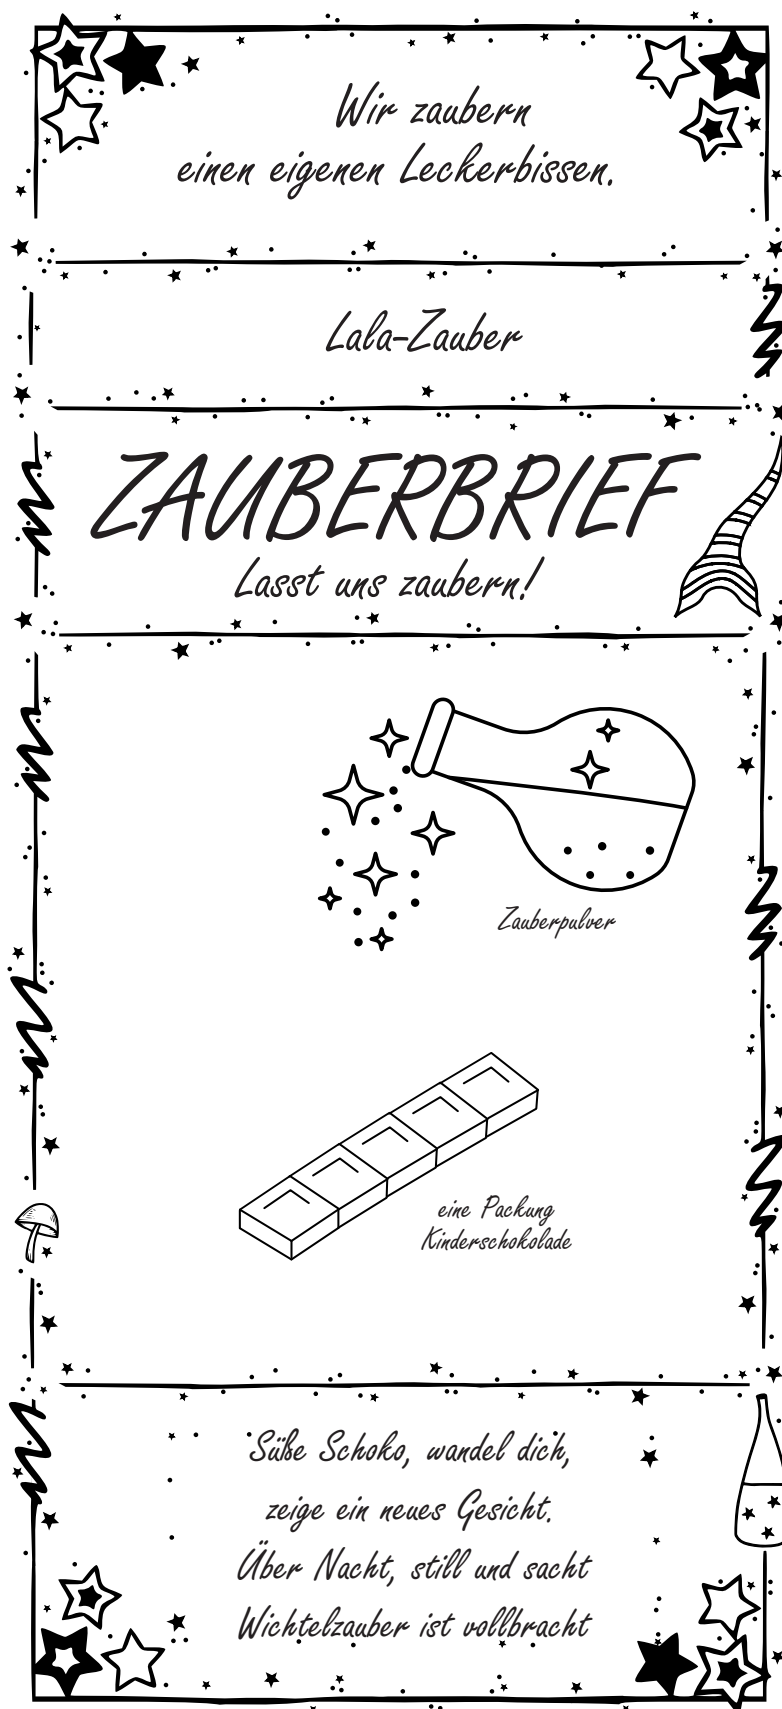 Wir zaubern
einen eigenen Leckerbissen.
Lala-Zauber
ZAUBERBRIEF
Lasst uns zaubern!
Zauberpulver
eine Packung
Kinderschokolade
Süße Schoko, wandel dich,
zeige ein neues Gesicht.
Über Nacht, still und sacht
Wichtelzauber ist vollbracht